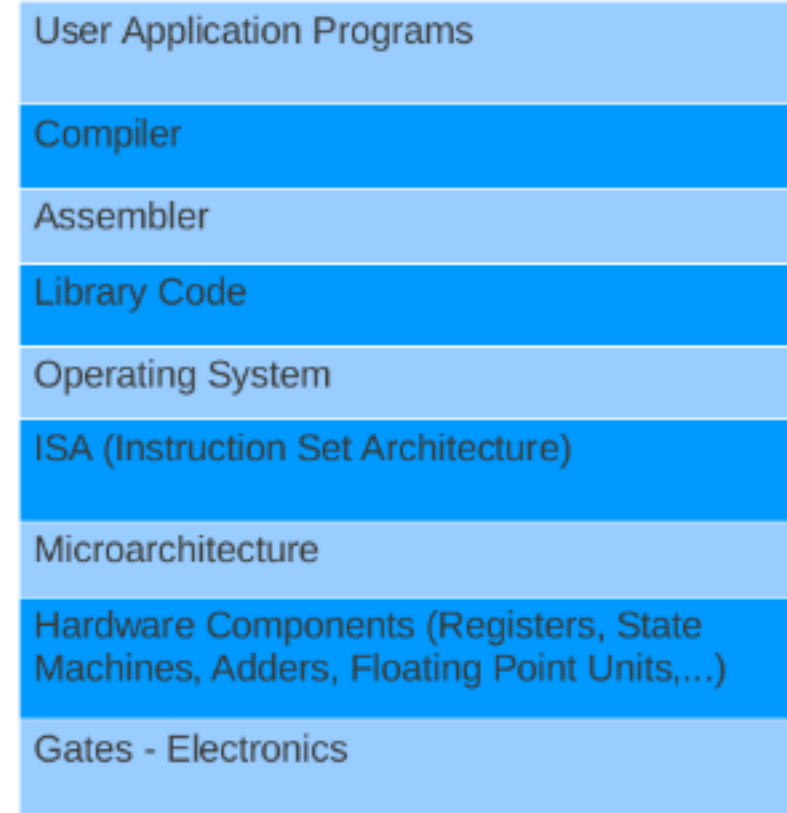 User Application Programs
Compiler
Assembler
Library Code
Operating System
ISA (Instruction Set Architecture)
Microarchitecture
Hardware Components (Registers, State
Machines, Adders, Floating Point Units,...)
Gates - Electronics